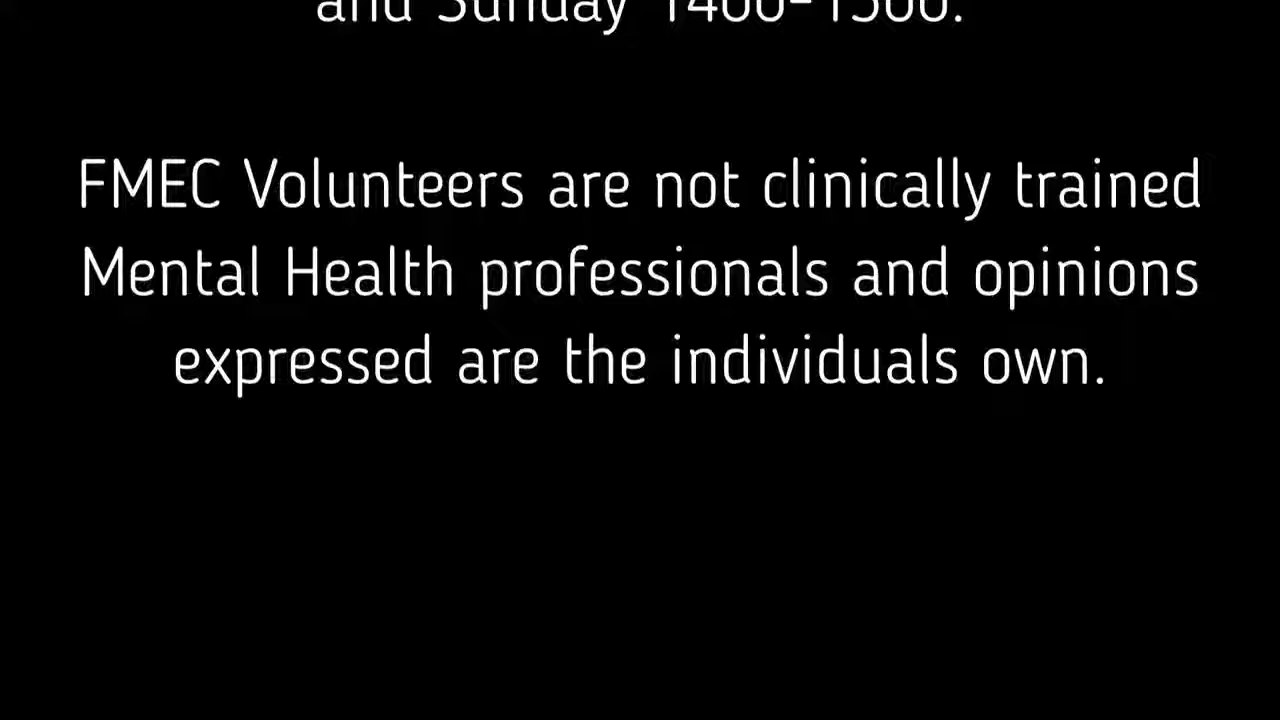 and Sunday 1400-1500.
FMEC Volunteers are not clinically trained
Mental Health professionals and opinions
expressed are the individuals own.